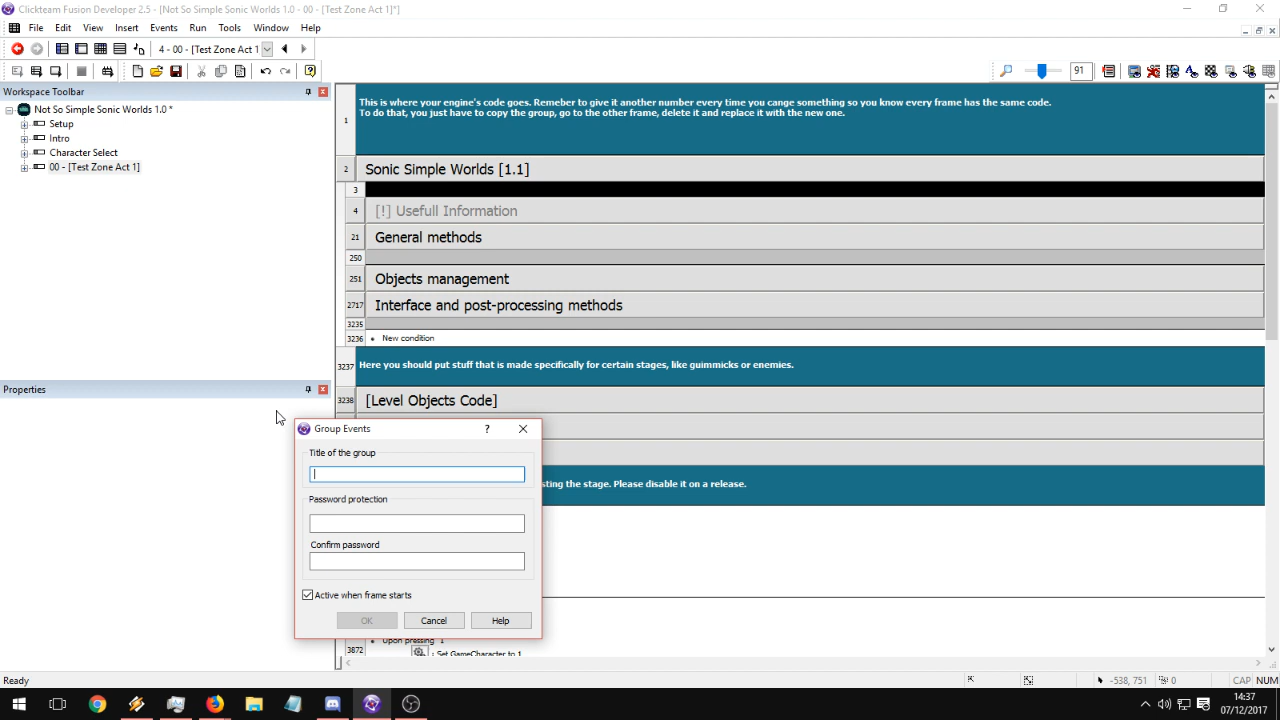 Clickteam Fusion Developer 2.5 - [Not So Simple Sonic Worlds 1.0 - 00 - [Test Zone Act 1]*]
File Edit View Insert Events Run Tools Window Help
4 - 00 - [Test Zone Act 1
91
Workspace Toolbar
Not So Simple Sonic Worlds 1.0 *
Setup
Intro
Character Select
00 - [Test Zone Act 1]
Properties
1
This is where your engine's code goes. Remeber to give it another number every time you cange something so you know every frame has the same code.
To do that, you just have to copy the group, go to the other frame, delete it and replace it with the new one.
2 Sonic Simple Worlds [1.1]
3
4 [!] Usefull Information
21 General methods
250
251 Objects management
2717 Interface and post-processing methods
3235
3236 • New condition
3237 Here you should put stuff that is made specifically for certain stages, like guimmicks or enemies.
3238 [Level Objects Code]
sting the stage. Please disable it on a release.
• Upon pressing "1"
3872 : Set GameCharacter to 1
Group Events
?
Title of the group
Password protection
Confirm password
Active when frame starts
OK Cancel Help
Ready
-538, 751 0 CAP NUM
14:37
07/12/2017